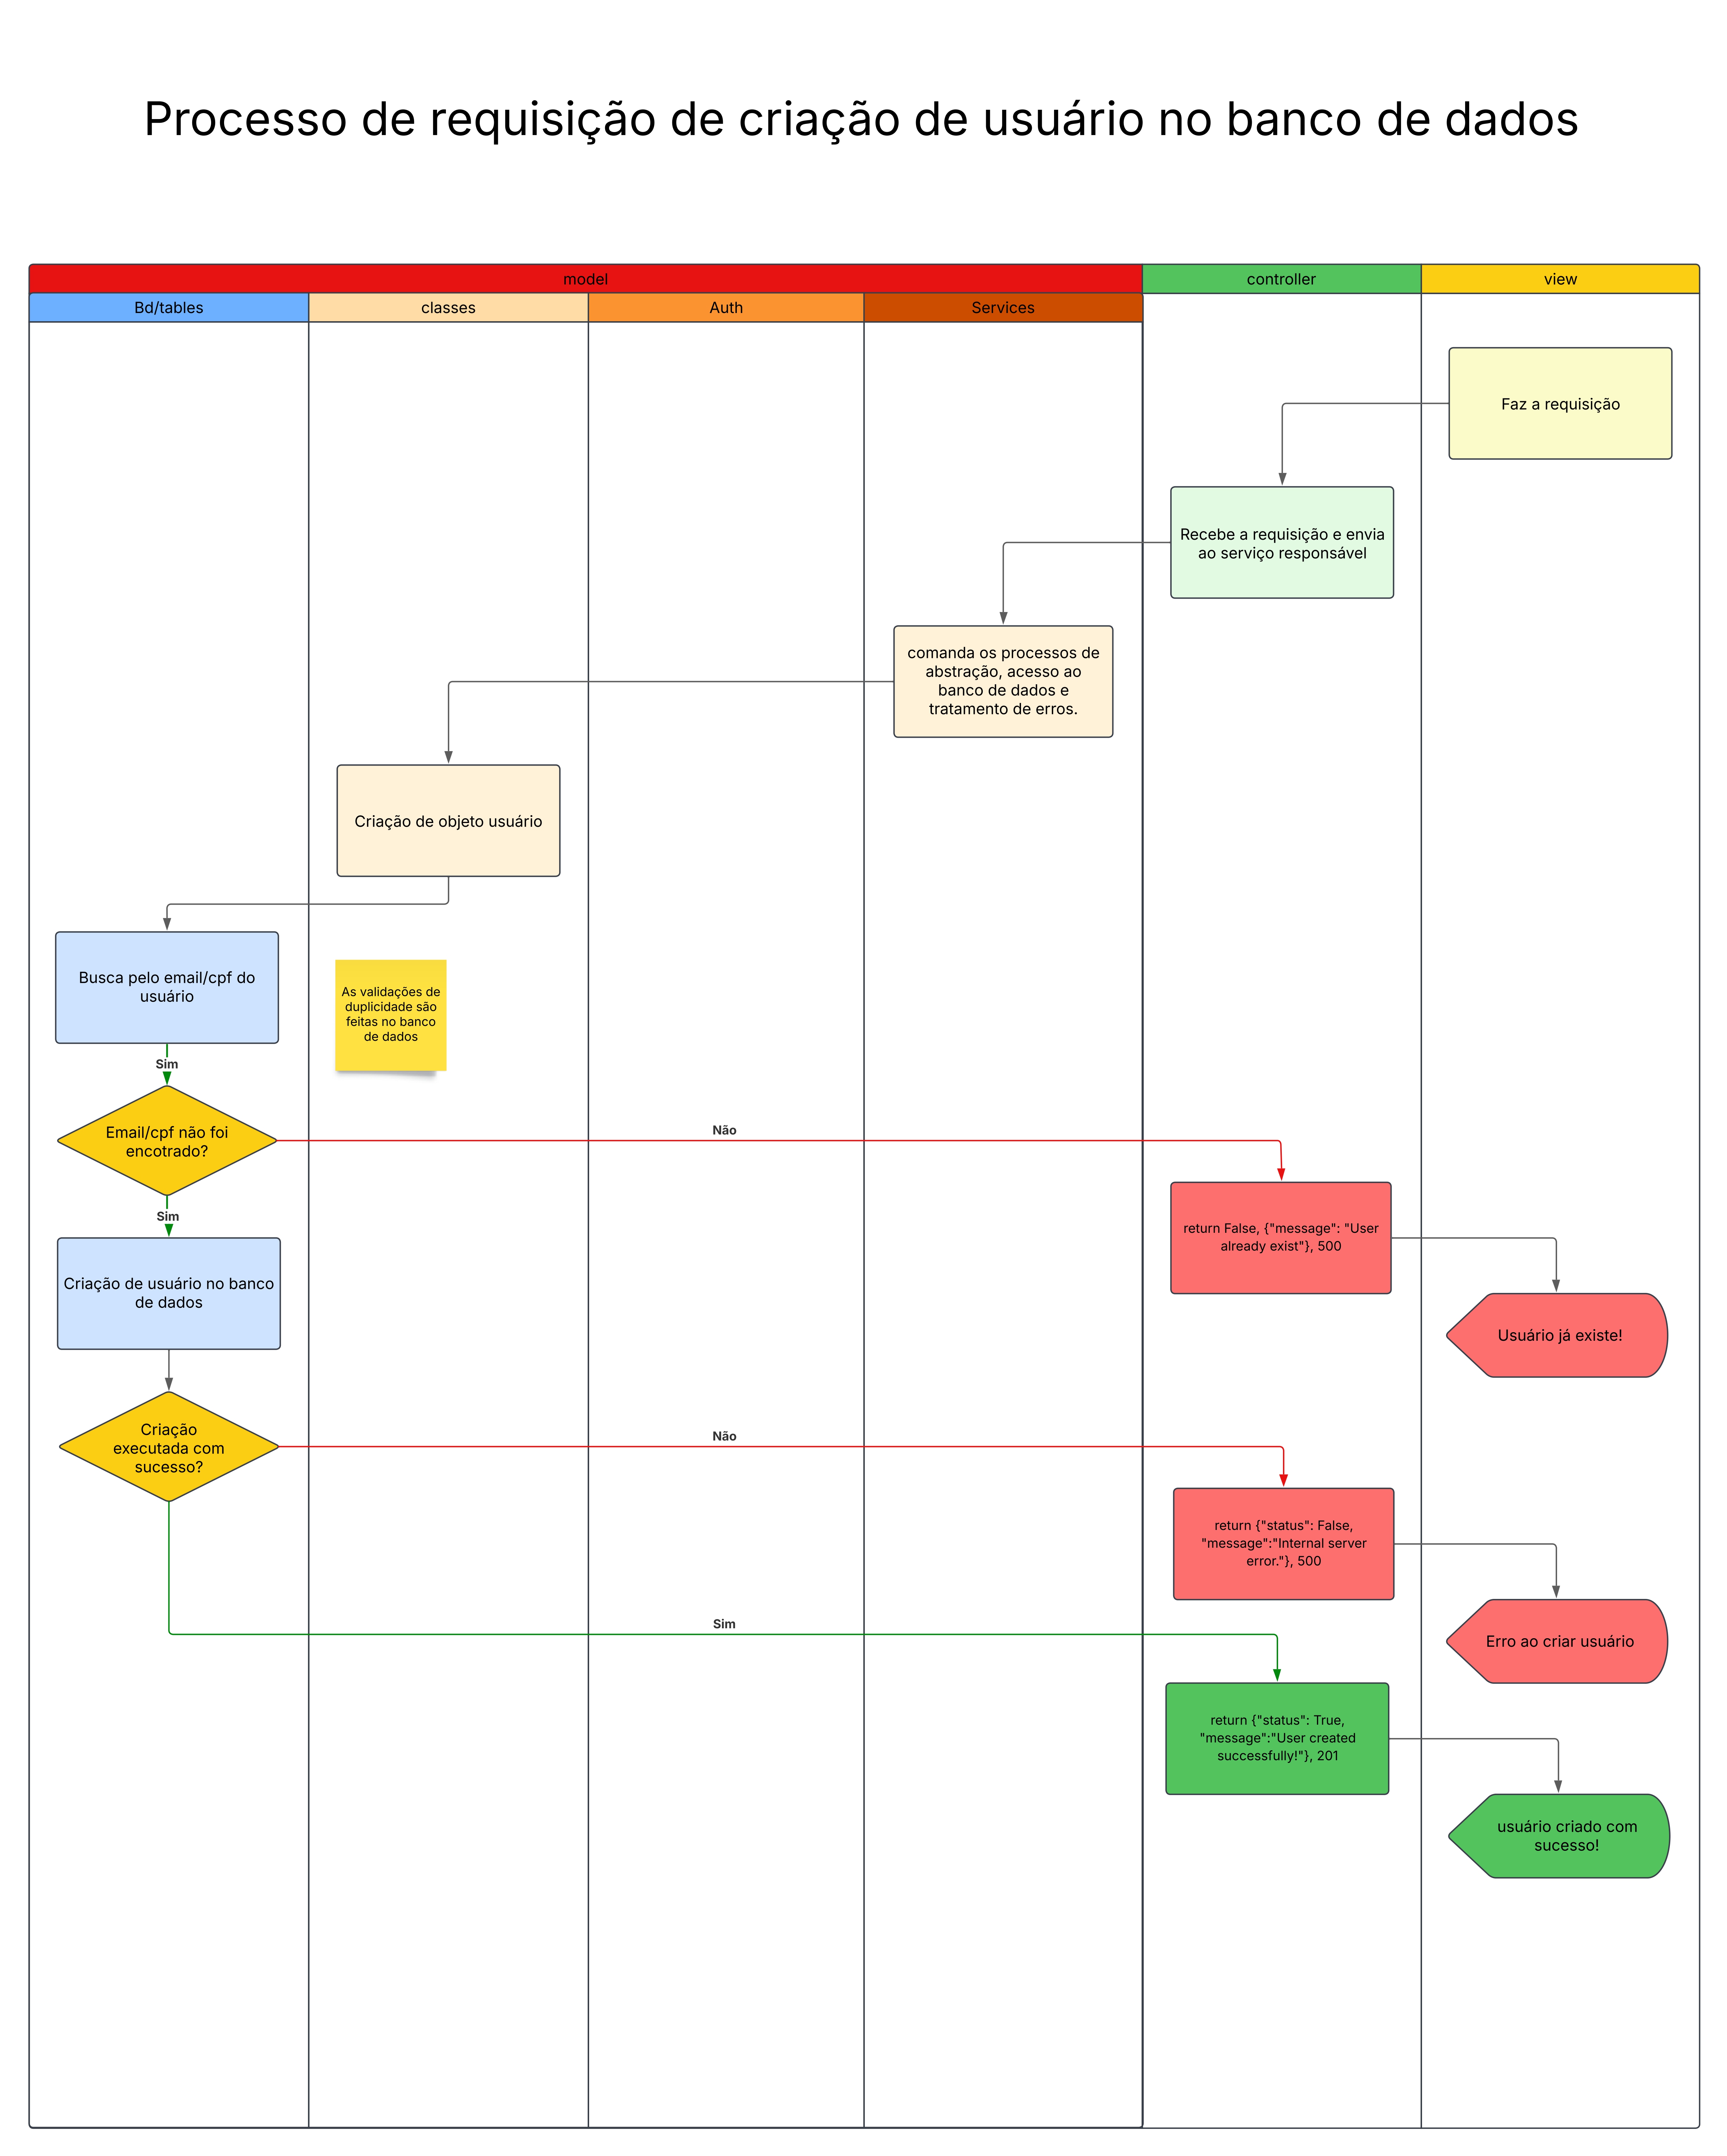 Processo de requisição de criação de usuário no banco de dados
model
controller
view
Bd/tables
classes
Auth
Services
Faz a requisição
Recebe a requisição e envia
ao serviço responsável
comanda os processos de
abstração, acesso ao
banco de dados e
tratamento de erros.
Criação de objeto usuário
Busca pelo email/cpf do
usuário
As validações de
duplicidade são
feitas no banco
de dados
Sim
Email/cpf não foi
encotrado?
Não
return False, {"message": "User
already exist"}, 500
Sim
Criação de usuário no banco
de dados
Usuário já existe!
Criação
executada com
sucesso?
Não
return {"status": False,
"message":"Internal server
error."}, 500
Erro ao criar usuário
Sim
return {"status": True,
"message":"User created
successfully!"}, 201
usuário criado com
sucesso!